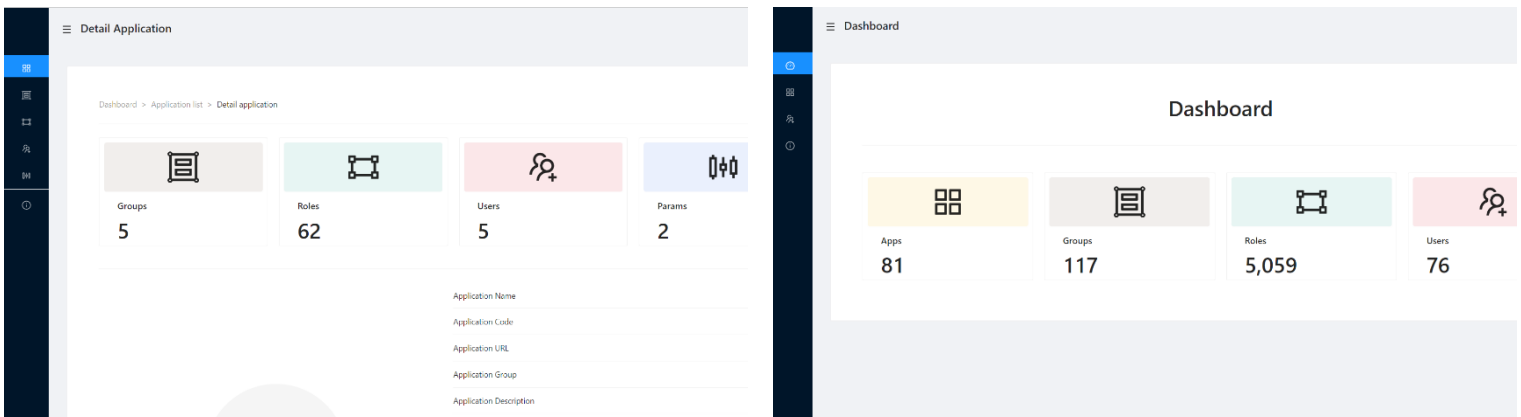 Detail Application
Dashboard > Application list > Detail application
Groups
5
Roles
62
Users
5
Params
2
Application Name
Application Code
Application URL
Application Group
Application Description
Dashboard
Dashboard
Apps
81
Groups
117
Roles
5,059
Users
76